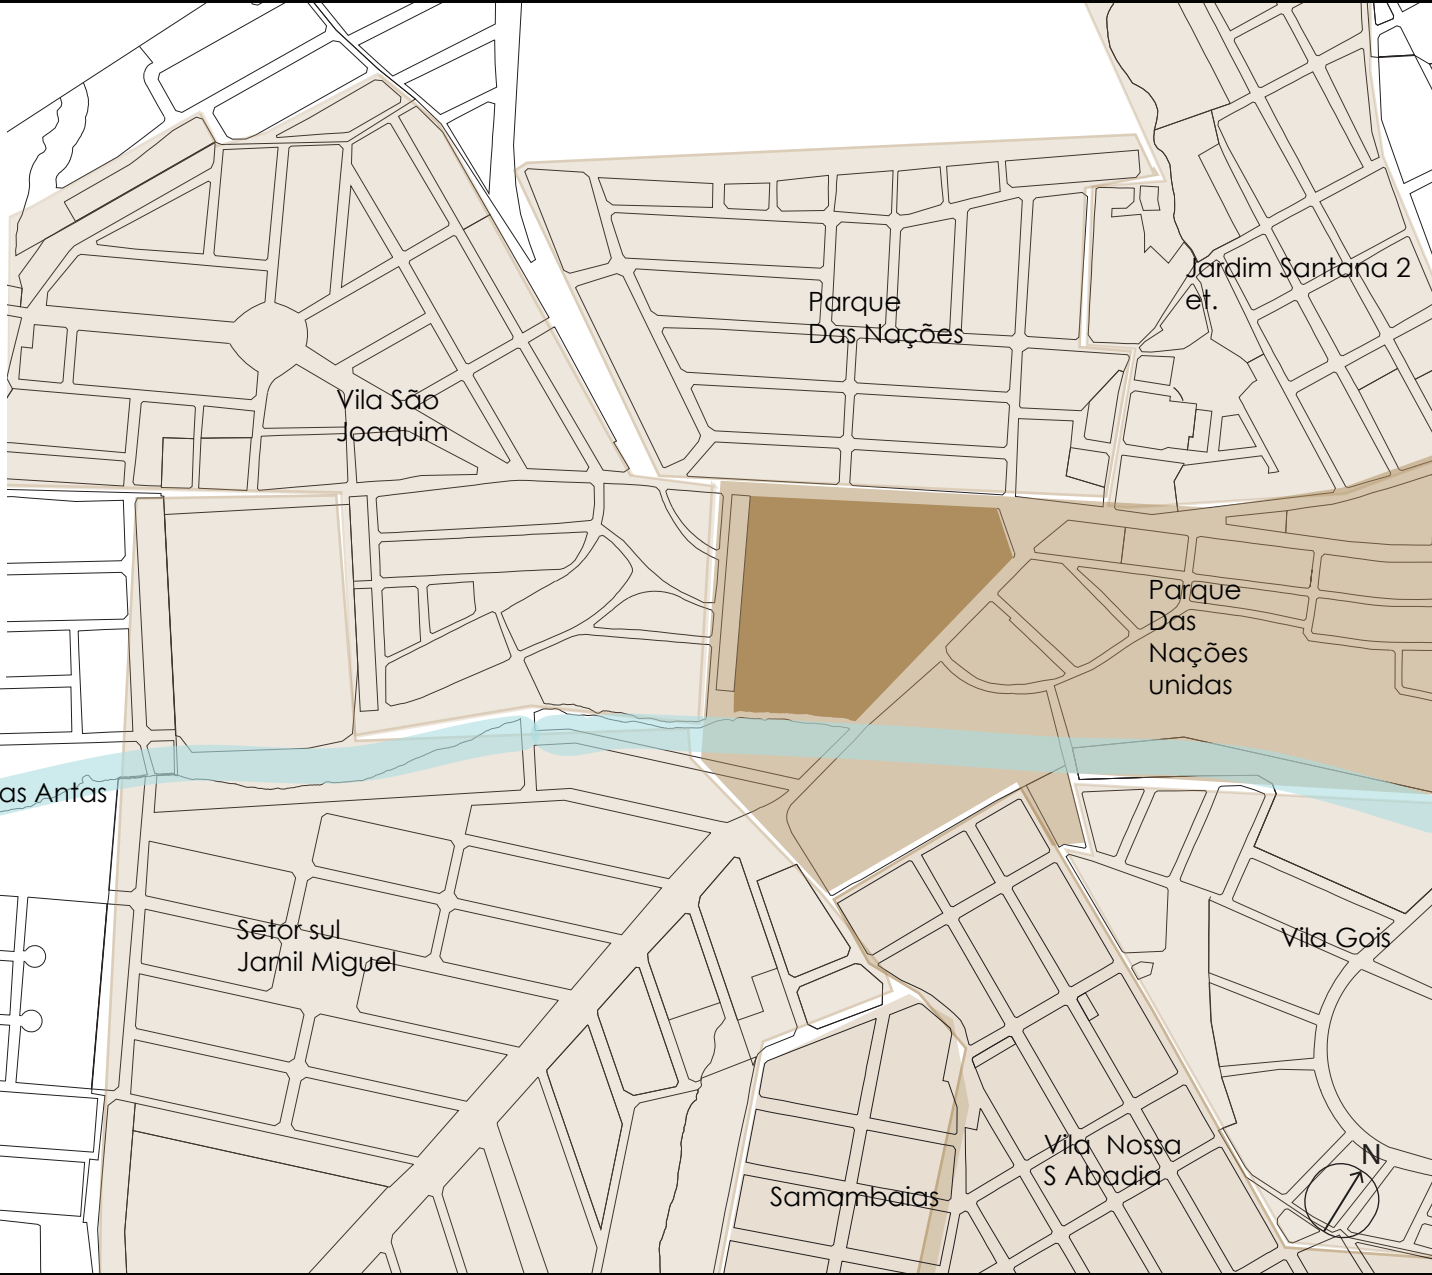 Jardim Santana 2
et.
Parque
Das Nações
Vila São
Joaquim
Parque
Das
Nações
unidas
as Antas
Setor sul
Jamil Miguel
Vila Gois
Vila Nossa
S Abadia
N
Samambaias